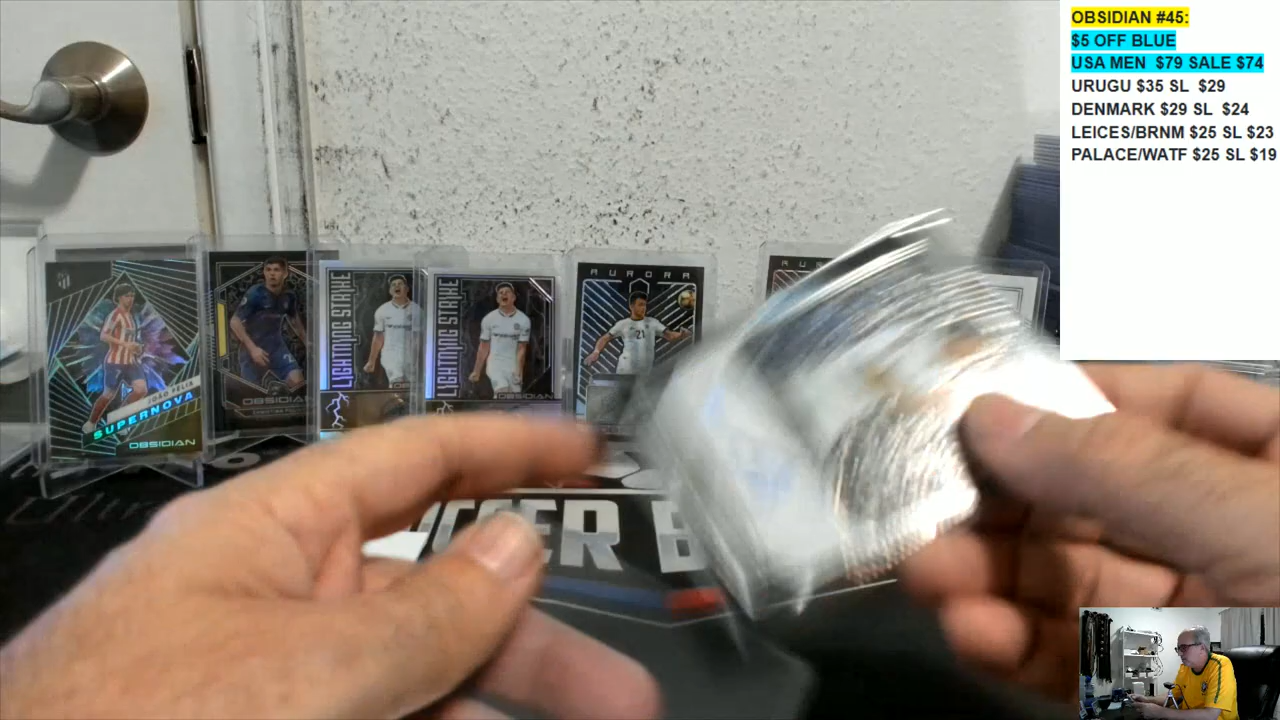 OBSIDIAN #45:
$5 OFF BLUE
USA MEN $79 SALE $74
URUGU $35 SL $29
DENMARK $29 SL $24
LEICES/BRNM $25 SL $23
PALACE/WATF $25 SL $19
JOÃO FELIX
SUPERNOVA
OBSIDIAN
OBSIDIAN
LIGHTNING STRIKE
LIGHTNING STRIKE
OBSIDIAN
AURORA
21